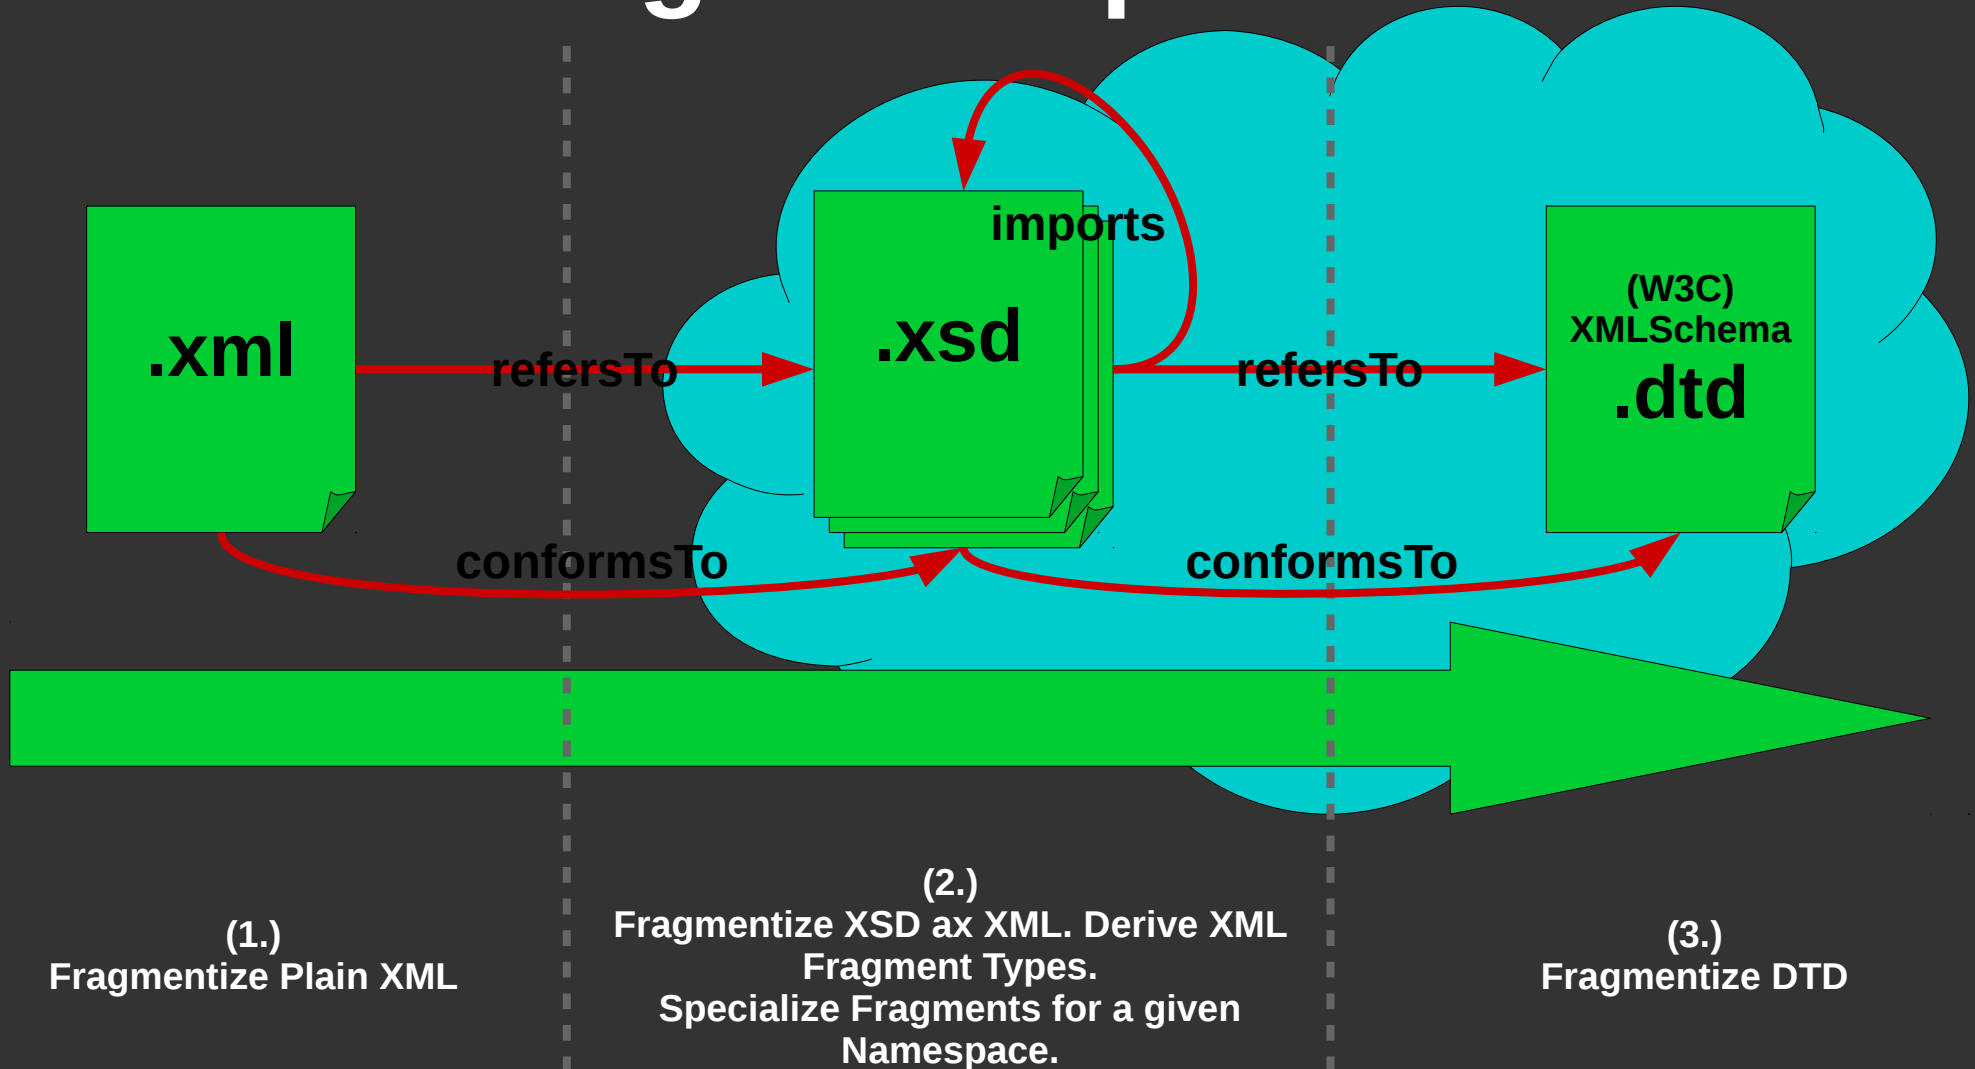 imports
.xml
.xsd
(W3C)
XMLSchema
.dtd
refersTo
refersTo
conformsTo
conformsTo
(1.)
Fragmentize Plain XML
(2.)
Fragmentize XSD ax XML. Derive XML
Fragment Types.
Specialize Fragments for a given
Namespace.
(3.)
Fragmentize DTD